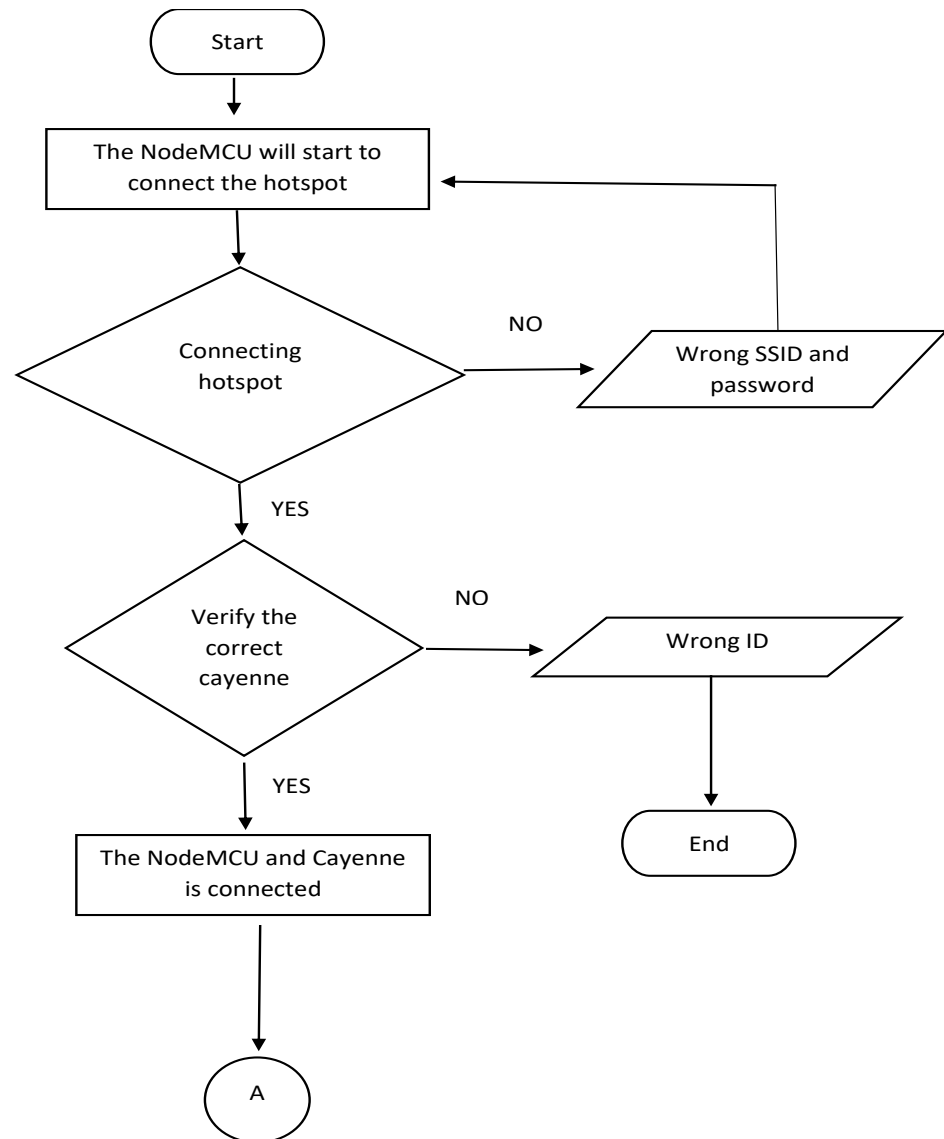 Start
The NodeMCU will start to
connect the hotspot
Connecting
hotspot
NO
Wrong SSID and
password
YES
Verify the
correct
cayenne
NO
Wrong ID
YES
The NodeMCU and Cayenne
is connected
End
A